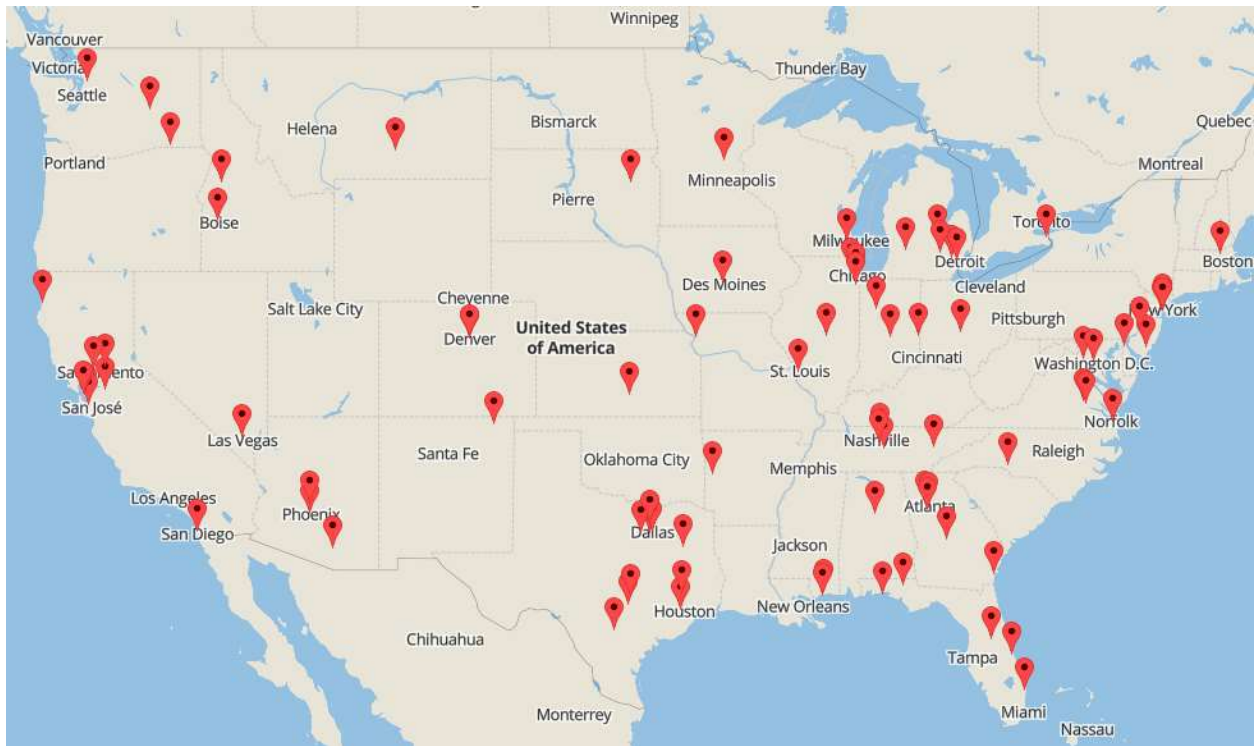 Winnipeg
Vancouver
Victoria
Thunder Bay
Seattle
Quebec
Helena
Bismarck
Portland
Montreal
Minneapolis
Pierre
Boise
Toronto
Milwaukee
Boston
Detroit
Chicago
Des Moines
Cleveland
Cheyenne
Salt Lake City
New York
Pittsburgh
United States
of America
Denver
Cincinnati
Washington D.C.
St. Louis
Sacramento
San José
Norfolk
Las Vegas
Nashville
Santa Fe
Raleigh
Oklahoma City
Memphis
Los Angeles
Atlanta
Phoenix
San Diego
Dallas
Jackson
New Orleans
Houston
Chihuahua
Tampa
Monterrey
Miami
Nassau